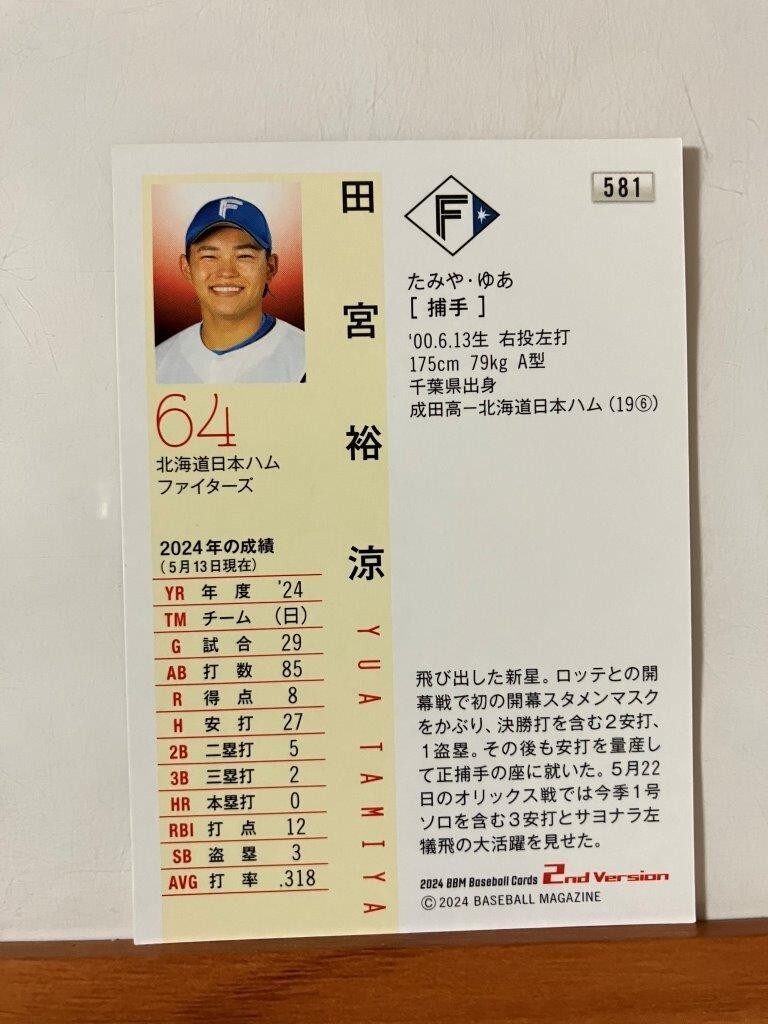 581
F
F
田宮裕涼
YUA TAMIYA
64
北海道日本ハム
ファイターズ
たみや・ゆあ
[ 捕手 ]
'00.6.13生 右投左打
175cm 79kg A型
千葉県出身
成田高ー北海道日本ハム(19⑥)
2024年の成績
(5月13日現在)
YR 年度 '24
TM チーム (日)
G 試合 29
AB 打数 85
R 得点 8
H 安打 27
2B 二塁打 5
3B 三塁打 2
HR 本塁打 0
RBI 打点 12
SB 盗塁 3
AVG 打率 .318
飛び出した新星。ロッテとの開
幕戦で初の開幕スタメンマスク
をかぶり、決勝打を含む2安打、
1盗塁。その後も安打を量産し
て正捕手の座に就いた。5月22
日のオリックス戦では今季1号
ソロを含む3安打とサヨナラ左
犠飛の大活躍を見せた。
2024 BBM Baseball Cards 2nd Version
©2024 BASEBALL MAGAZINE